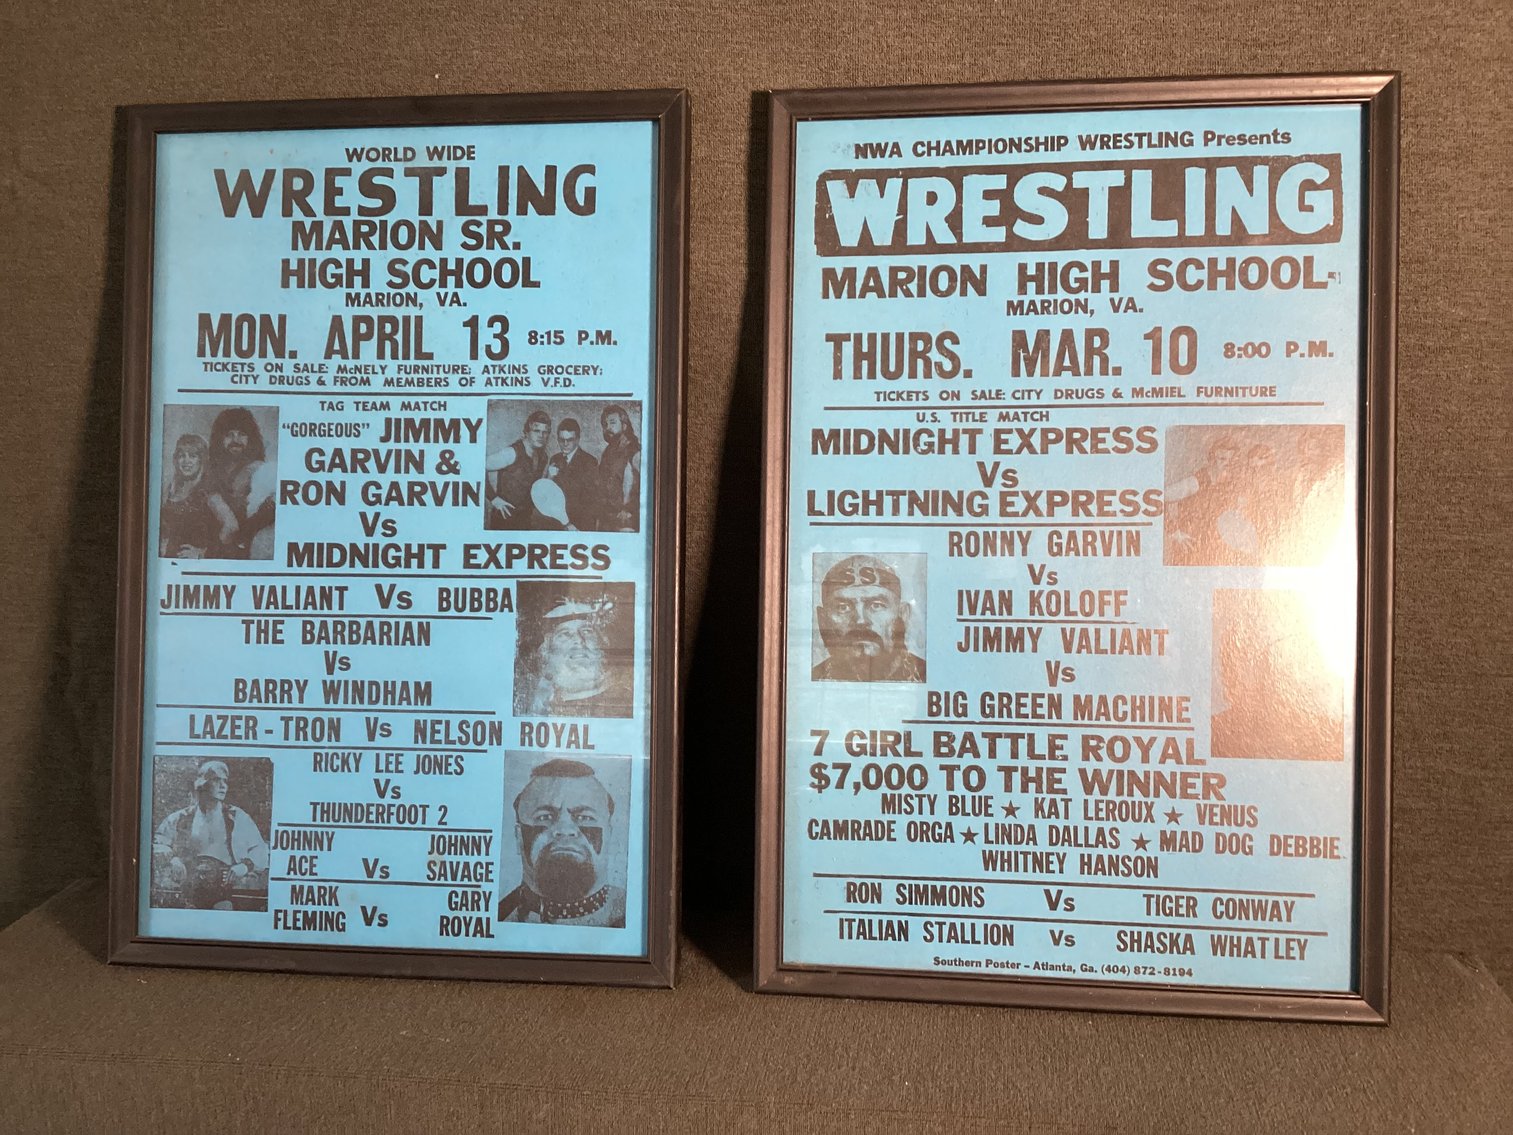 WORLD WIDE
WRESTLING
MARION SR.
HIGH SCHOOL
MARION, VA.
MON. APRIL 13 8:15 P.M.
TICKETS ON SALE: McNELY FURNITURE; ATKINS GROCERY;
CITY DRUGS & FROM MEMBERS OF ATKINS V.F.D.
TAG TEAM MATCH
"GORGEOUS" JIMMY
GARVIN &
RON GARVIN
Vs
MIDNIGHT EXPRESS
JIMMY VALIANT Vs BUBBA
THE BARBARIAN
Vs
BARRY WINDHAM
LAZER-TRON Vs NELSON ROYAL
RICKY LEE JONES
Vs
THUNDERFOOT 2
JOHNNY ACE Vs JOHNNY SAVAGE
MARK FLEMING Vs GARY ROYAL
NWA CHAMPIONSHIP WRESTLING Presents
WRESTLING
MARION HIGH SCHOOL
MARION, VA.
THURS. MAR. 10 8:00 P.M.
TICKETS ON SALE: CITY DRUGS & McMIEL FURNITURE
U.S. TITLE MATCH
MIDNIGHT EXPRESS
Vs
LIGHTNING EXPRESS
RONNY GARVIN
Vs
IVAN KOLOFF
JIMMY VALIANT
Vs
BIG GREEN MACHINE
7 GIRL BATTLE ROYAL
$7,000 TO THE WINNER
MISTY BLUE ★ KAT LEROUX ★ VENUS
CAMRADE ORGA ★ LINDA DALLAS ★ MAD DOG DEBBIE
WHITNEY HANSON
RON SIMMONS Vs TIGER CONWAY
ITALIAN STALLION Vs SHASKA WHATLEY
Southern Poster - Atlanta, Ga. (404) 872-8194